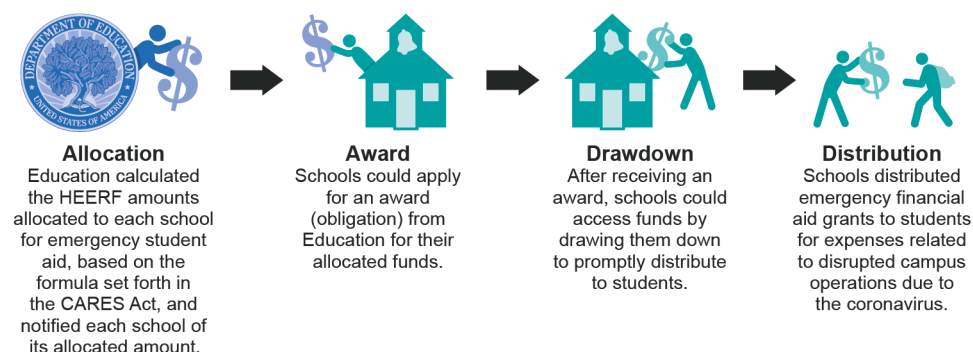 DEPARTMENT OF EDUCATION
UNITED STATES OF AMERICA
$
$
$
$
Allocation
Education calculated
the HEERF amounts
allocated to each school
for emergency student
aid, based on the
formula set forth in
the CARES Act, and
notified each school of
its allocated amount.
Award
Schools could apply
for an award
(obligation) from
Education for their
allocated funds.
Drawdown
After receiving an
award, schools could
access funds by
drawing them down
to promptly distribute
to students.
Distribution
Schools distributed
emergency financial
aid grants to students
for expenses related
to disrupted campus
operations due to
the coronavirus.